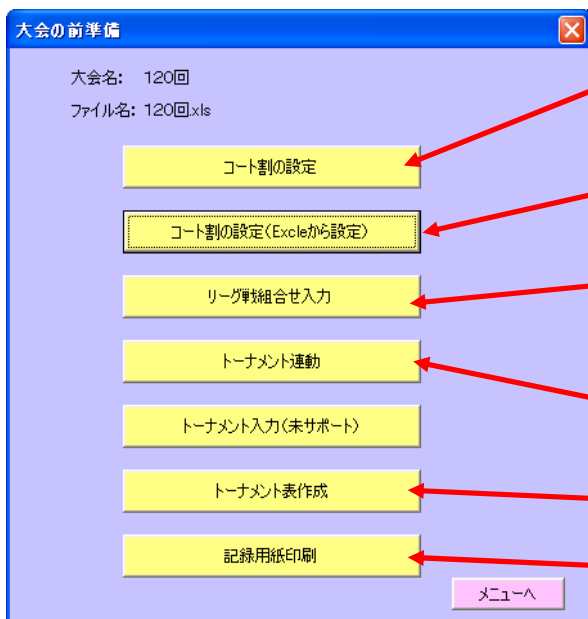 大会の前準備
大会名: 120回
ファイル名: 120回.xls
コート割の設定
コート割の設定(Excleから設定)
リーグ戦組合せ入力
トーナメント連動
トーナメント入力(未サポート)
トーナメント表作成
記録用紙印刷
メニューへ